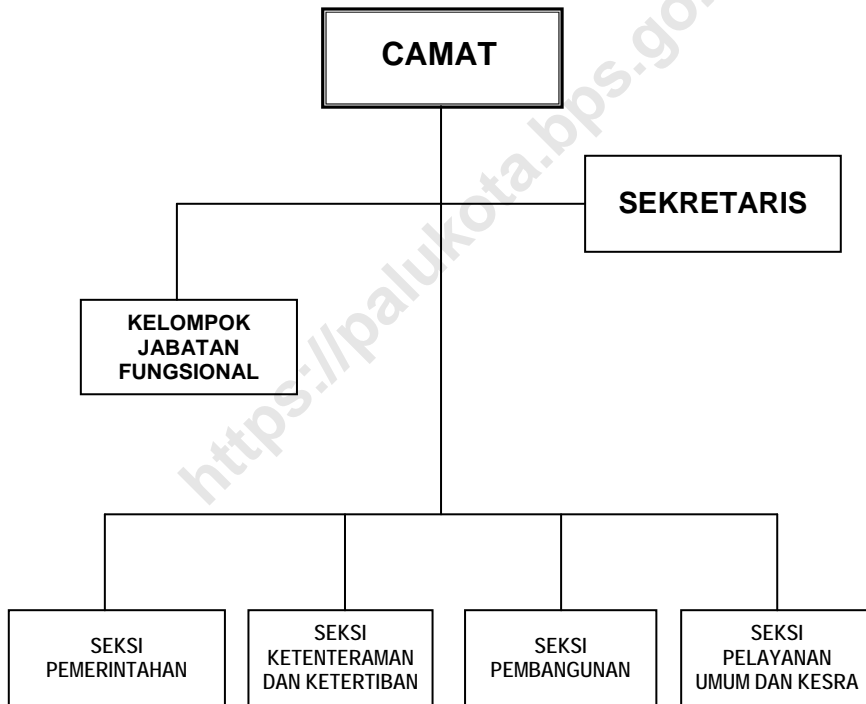 CAMAT
SEKRETARIS
KELOMPOK
JABATAN
FUNGSIONAL
SEKSI
PEMERINTAHAN
SEKSI
KETENTERAMAN
DAN KETERTIBAN
SEKSI
PEMBANGUNAN
SEKSI
PELAYANAN
UMUM DAN KESRA
https://palukota.bps.go